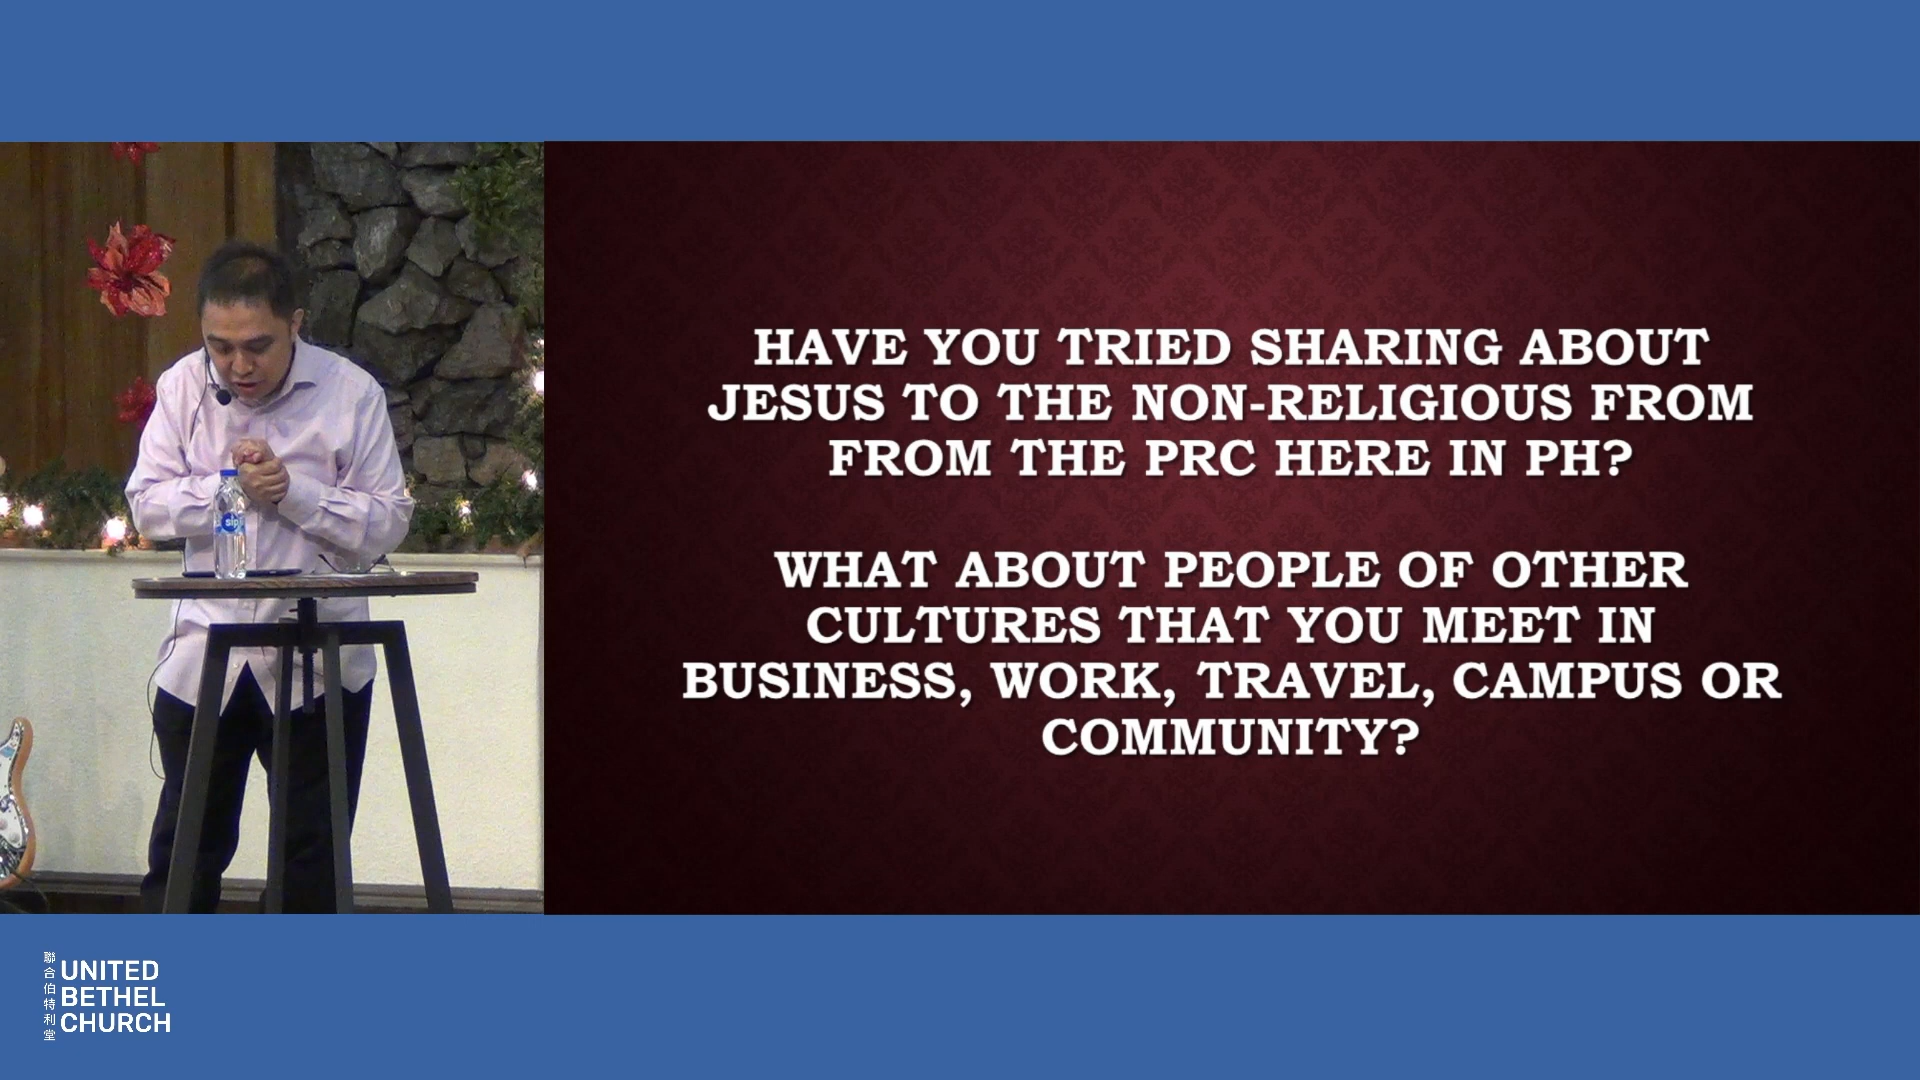 HAVE YOU TRIED SHARING ABOUT
JESUS TO THE NON-RELIGIOUS FROM
FROM THE PRC HERE IN PH?
WHAT ABOUT PEOPLE OF OTHER
CULTURES THAT YOU MEET IN
BUSINESS, WORK, TRAVEL, CAMPUS OR
COMMUNITY?
sip
聯合伯特利堂
UNITED
BETHEL
CHURCH